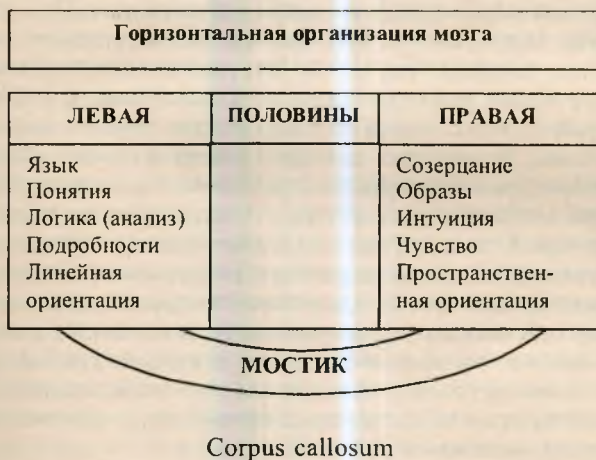 Горизонтальная организация мозга
ЛЕВАЯ
ПОЛОВИНЫ
ПРАВАЯ
Язык
Понятия
Логика (анализ)
Подробности
Линейная
ориентация
Созерцание
Образы
Интуиция
Чувство
Пространствен-
ная ориентация
МОСТИК
Corpus callosum